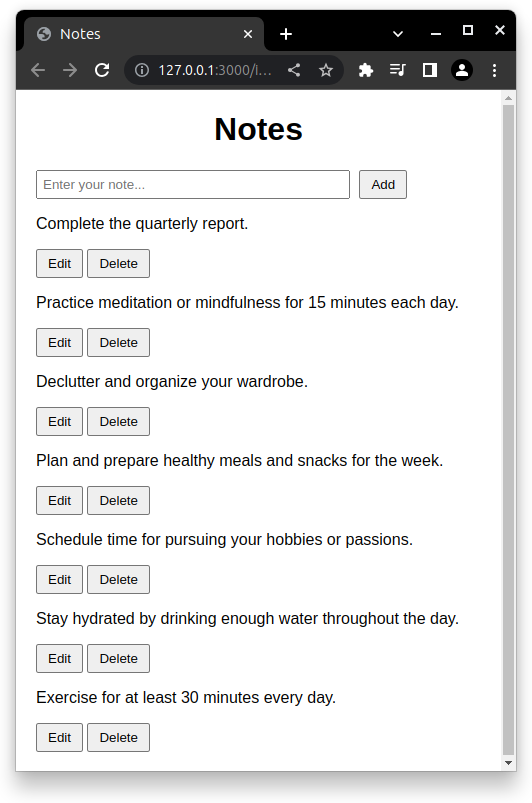 Notes
127.0.0.1:3000/i...
Notes
Enter your note... Add
Complete the quarterly report.
Edit Delete
Practice meditation or mindfulness for 15 minutes each day.
Edit Delete
Declutter and organize your wardrobe.
Edit Delete
Plan and prepare healthy meals and snacks for the week.
Edit Delete
Schedule time for pursuing your hobbies or passions.
Edit Delete
Stay hydrated by drinking enough water throughout the day.
Edit Delete
Exercise for at least 30 minutes every day.
Edit Delete